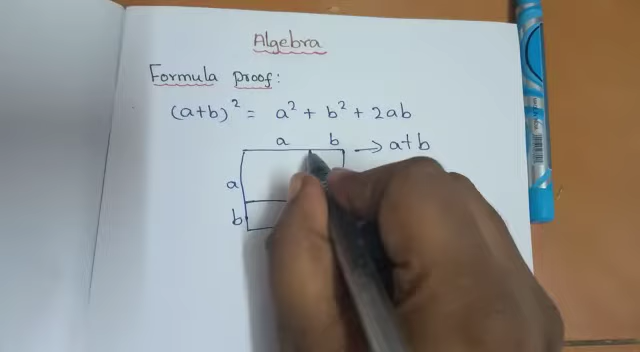 Algebra
Formula proof:
(a+b)² = a² + b² + 2ab
a b → a+b
a
b